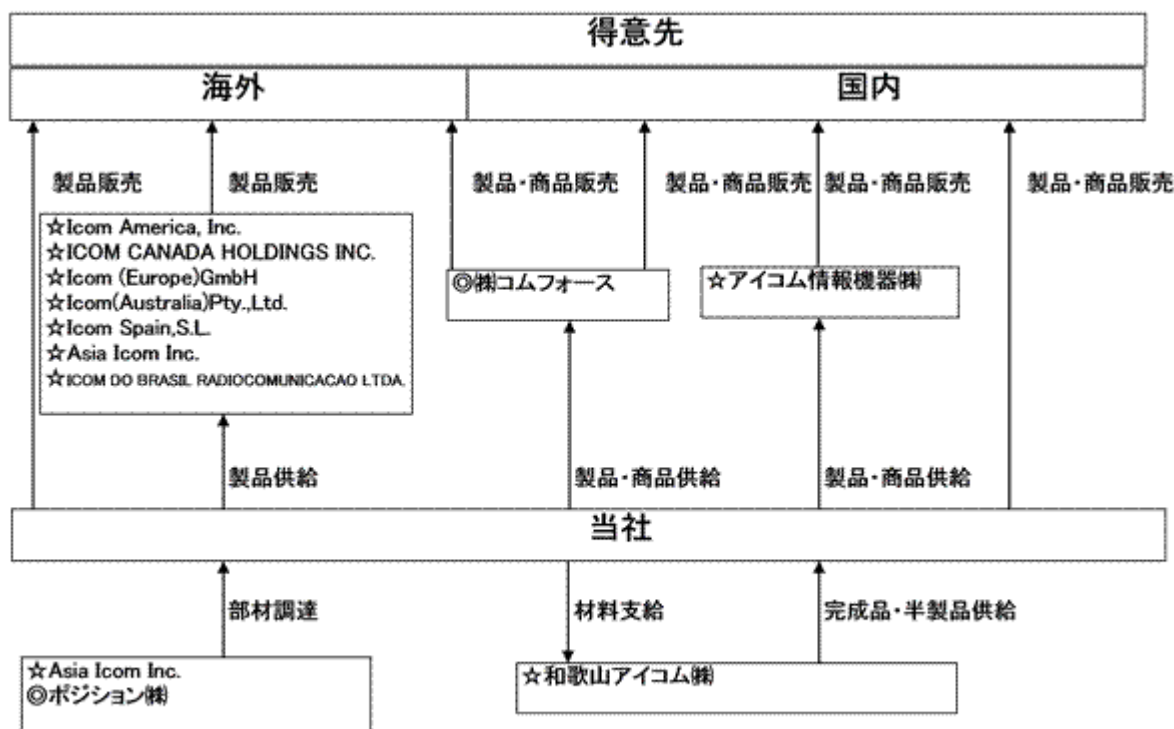 得意先
海外
国内
製品販売
製品販売
製品・商品販売
製品・商品販売
製品・商品販売
製品・商品販売
☆Icom America, Inc.
☆ICOM CANADA HOLDINGS INC.
☆Icom (Europe)GmbH
☆Icom(Australia)Pty.,Ltd.
☆Icom Spain,S.L.
☆Asia Icom Inc.
☆ICOM DO BRASIL RADIOCOMUNICACAO LTDA.
◎㈱コムフォース
☆アイコム情報機器㈱
製品供給
製品・商品供給
製品・商品供給
当社
部材調達
材料支給
完成品・半製品供給
☆Asia Icom Inc.
◎ポジション㈱
☆和歌山アイコム㈱